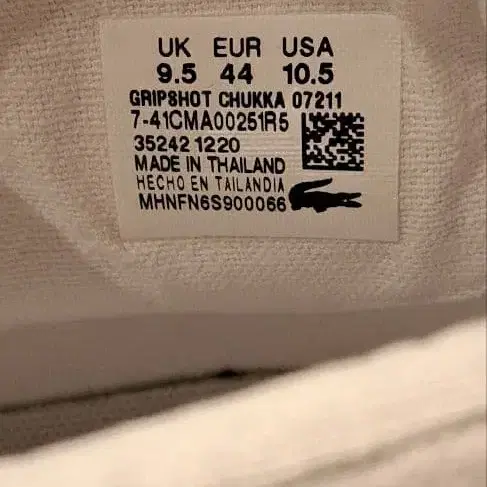 UK EUR USA
9.5 44 10.5
GRIPSHOT CHUKKA 07211
7-41CMA00251R5
35242 1220
MADE IN THAILAND
HECHO EN TAILANDIA
MHNFN6S900066